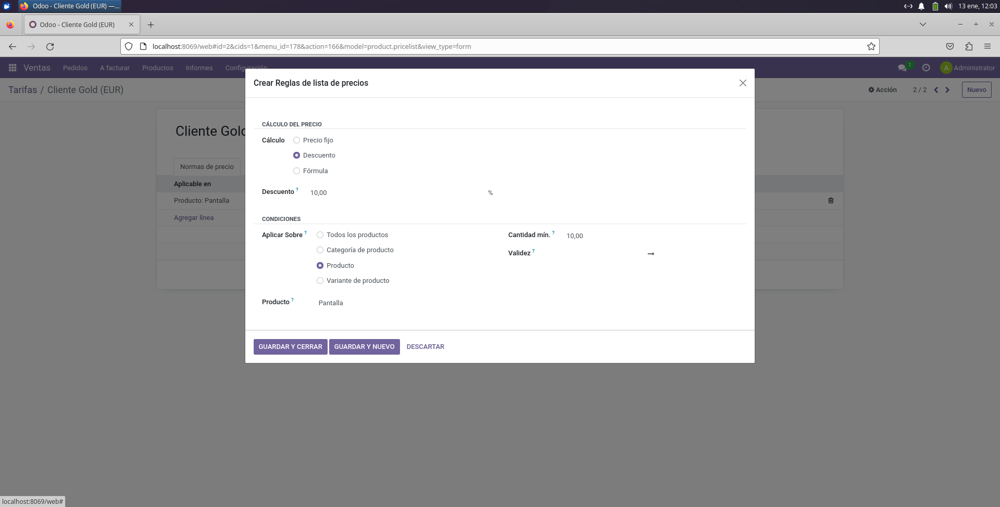 Odoo - Cliente Gold (EUR) —...
13 ene, 12:03
Odoo - Cliente Gold (EUR)
localhost:8069/web#id=2&cids=1&menu_id=178&action=166&model=product.pricelist&view_type=form
Ventas Pedidos A facturar Productos Informes Configuración
1 A Administrator
Tarifas / Cliente Gold (EUR)
Acción 2 / 2 Nuevo
Cliente Gold
Normas de precio
Aplicable en
Producto: Pantalla
Agregar línea
Crear Reglas de lista de precios
CÁLCULO DEL PRECIO
Cálculo Precio fijo
Descuento
Fórmula
Descuento ? 10,00 %
CONDICIONES
Aplicar Sobre ? Todos los productos
Categoría de producto
Producto
Variante de producto
Cantidad mín. ? 10,00
Validez ?
Producto ? Pantalla
GUARDAR Y CERRAR GUARDAR Y NUEVO DESCARTAR
localhost:8069/web#